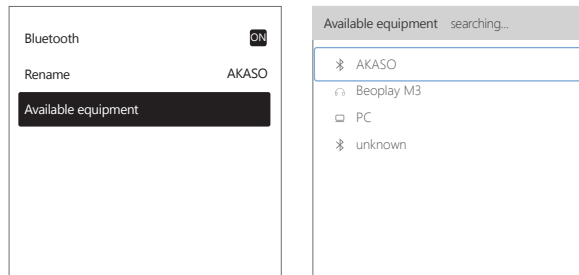 Bluetooth ON
Rename AKASO
Available equipment
Available equipment searching...
AKASO
Beoplay M3
PC
unknown